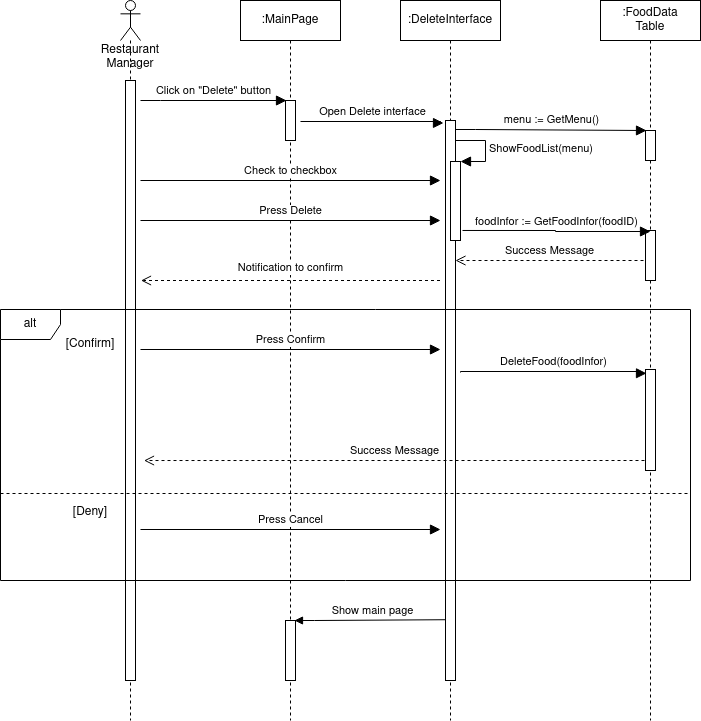 :MainPage
:DeleteInterface
:FoodData
Table
Restaurant
Manager
Click on "Delete" button
Open Delete interface
menu := GetMenu()
ShowFoodList(menu)
Check to checkbox
Press Delete
foodInfor := GetFoodInfor(foodID)
Success Message
Notification to confirm
alt
[Confirm]
Press Confirm
DeleteFood(foodInfor)
Success Message
[Deny]
Press Cancel
Show main page